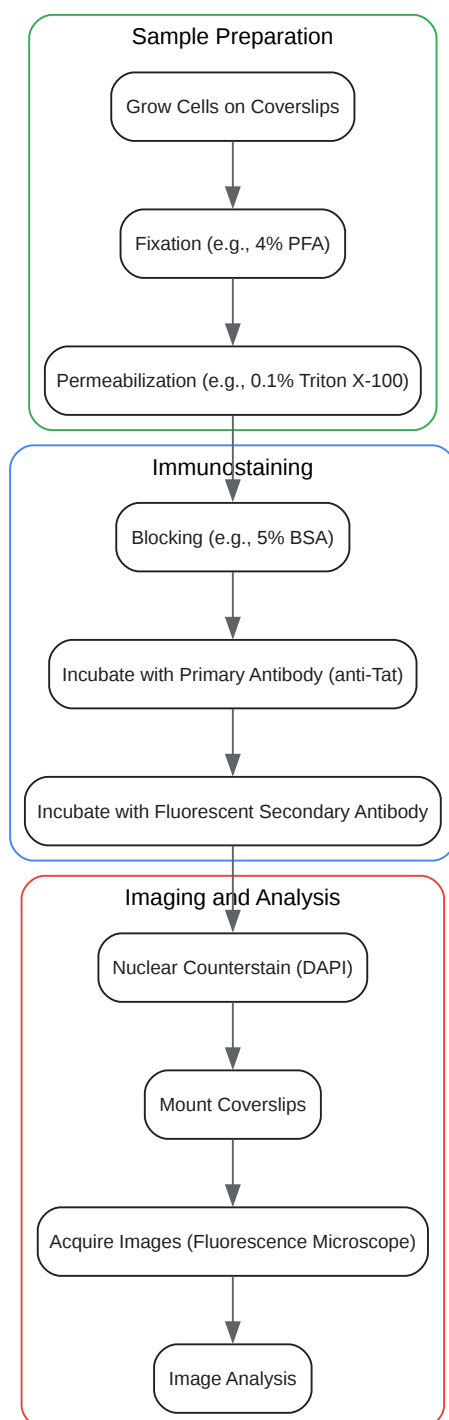 Sample Preparation
Grow Cells on Coverslips
Fixation (e.g., 4% PFA)
Permeabilization (e.g., 0.1% Triton X-100)
Immunostaining
Blocking (e.g., 5% BSA)
Incubate with Primary Antibody (anti-Tat)
Incubate with Fluorescent Secondary Antibody
Imaging and Analysis
Nuclear Counterstain (DAPI)
Mount Coverslips
Acquire Images (Fluorescence Microscope)
Image Analysis